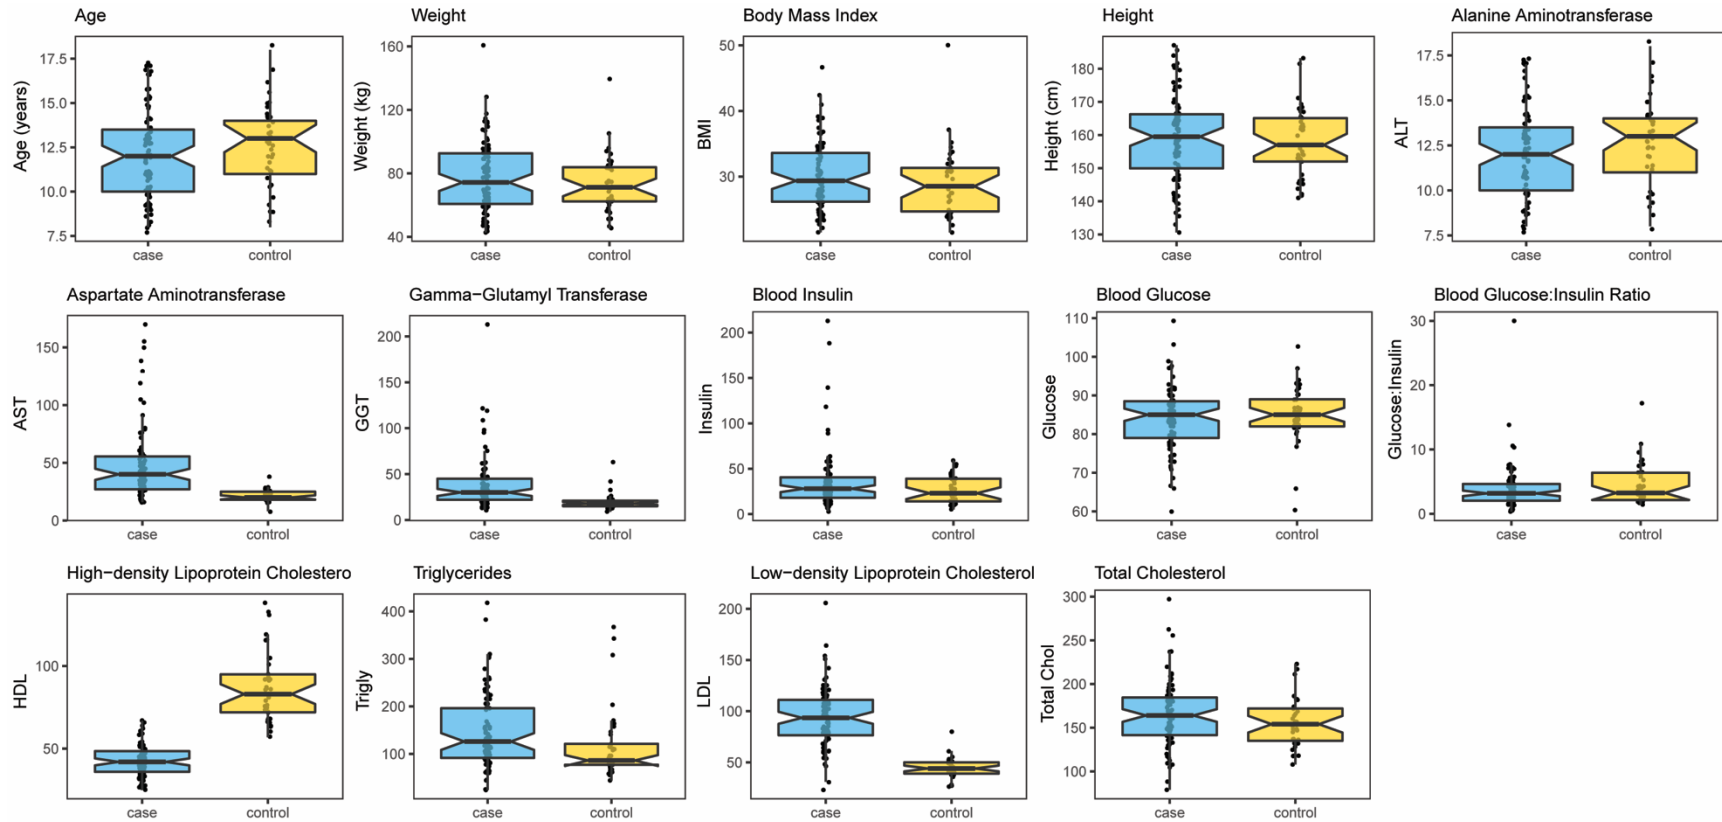 Age
Weight
Body Mass Index
Height
Alanine Aminotransferase
Age (years)
17.5
15.0
12.5
10.0
7.5
case
control
Weight (kg)
160
120
80
40
case
control
BMI
50
30
case
control
Height (cm)
180
170
160
150
140
130
case
control
ALT
17.5
15.0
12.5
10.0
7.5
case
control
Aspartate Aminotransferase
Gamma−Glutamyl Transferase
Blood Insulin
Blood Glucose
Blood Glucose:Insulin Ratio
AST
150
100
50
0
case
control
GGT
200
150
100
50
0
case
control
Insulin
200
150
100
50
0
case
control
Glucose
110
100
90
80
70
60
case
control
Glucose:Insulin
30
20
10
0
case
control
High−density Lipoprotein Cholestero
Triglycerides
Low−density Lipoprotein Cholesterol
Total Cholesterol
HDL
100
50
case
control
Trigly
400
300
200
100
case
control
LDL
200
150
100
50
case
control
Total Chol
300
250
200
150
100
case
control